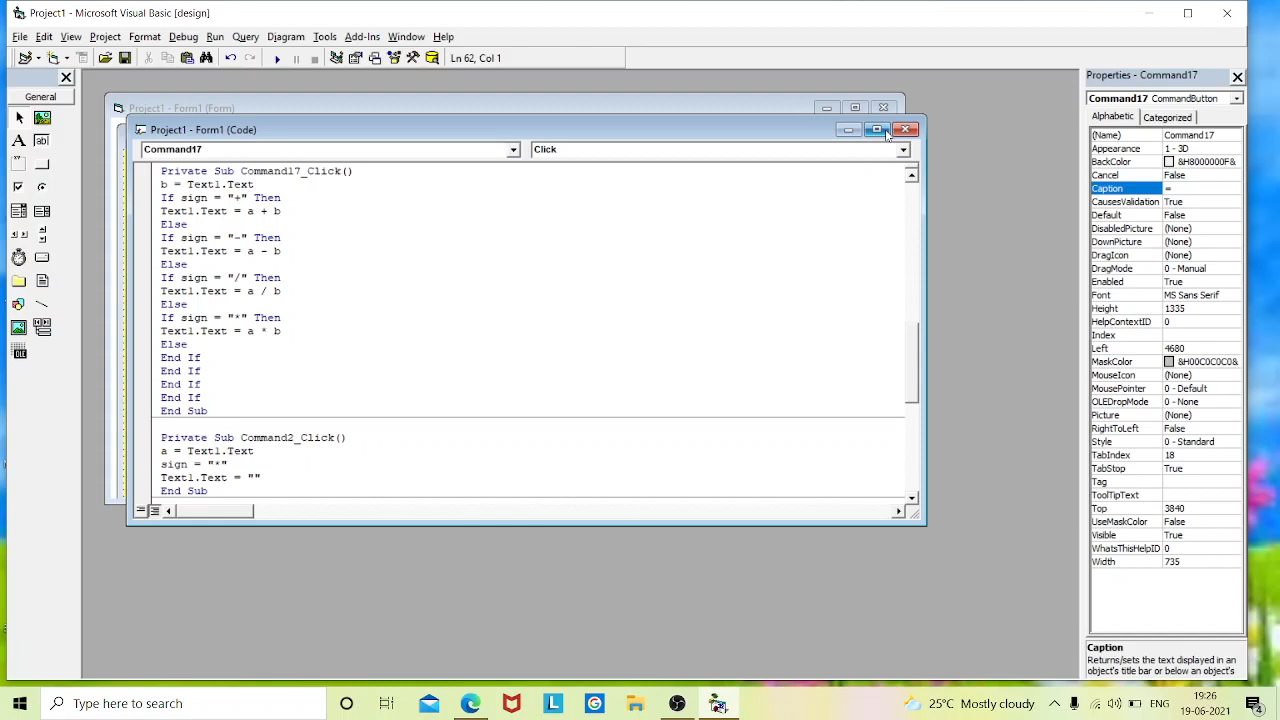 Project1 - Microsoft Visual Basic [design]
File Edit View Project Format Debug Run Query Diagram Tools Add-Ins Window Help
Ln 62, Col 1
General
Project1 - Form1 (Form)
Project1 - Form1 (Code)
Command17
Click
Private Sub Command17_Click()
b = Text1.Text
If sign = "+" Then
Text1.Text = a + b
Else
If sign = "-" Then
Text1.Text = a - b
Else
If sign = "/" Then
Text1.Text = a / b
Else
If sign = "*" Then
Text1.Text = a * b
Else
End If
End If
End If
End If
End Sub
Private Sub Command2_Click()
a = Text1.Text
sign = "*"
Text1.Text = ""
End Sub
Properties - Command17
Command17 CommandButton
Alphabetic Categorized
(Name) Command17
Appearance 1 - 3D
BackColor &H8000000F&
Cancel False
Caption =
CausesValidation True
Default False
DisabledPicture (None)
DownPicture (None)
DragIcon (None)
DragMode 0 - Manual
Enabled True
Font MS Sans Serif
Height 1335
HelpContextID 0
Index
Left 4680
MaskColor &H00C0C0C0&
MouseIcon (None)
MousePointer 0 - Default
OLEDropMode 0 - None
Picture (None)
RightToLeft False
Style 0 - Standard
TabIndex 18
TabStop True
Tag
ToolTipText
Top 3840
UseMaskColor False
Visible True
WhatsThisHelpID 0
Width 735
Caption
Returns/sets the text displayed in an
object's title bar or below an object's
Type here to search
25°C Mostly cloudy
19:26
19-06-2021
4